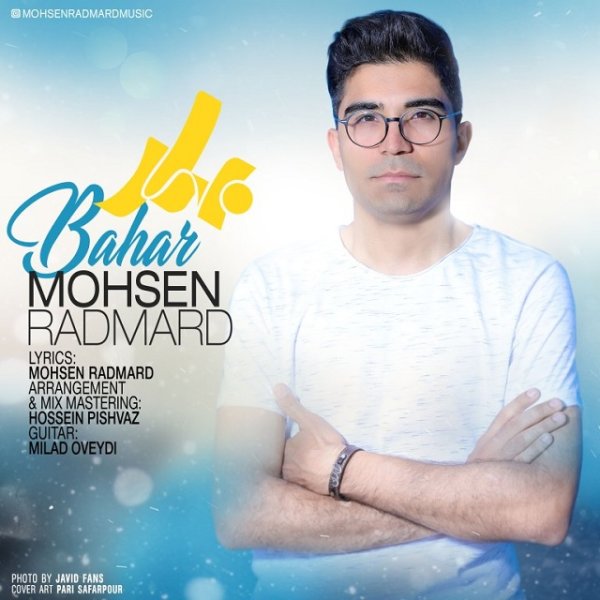 MOHSENRADMARDMUSIC
بهار
Bahar
MOHSEN
RADMARD
LYRICS:
MOHSEN RADMARD
ARRANGEMENT
& MIX MASTERING:
HOSSEIN PISHVAZ
GUITAR:
MILAD OVEYDI
PHOTO BY JAVID FANS
COVER ART PARI SAFARPOUR